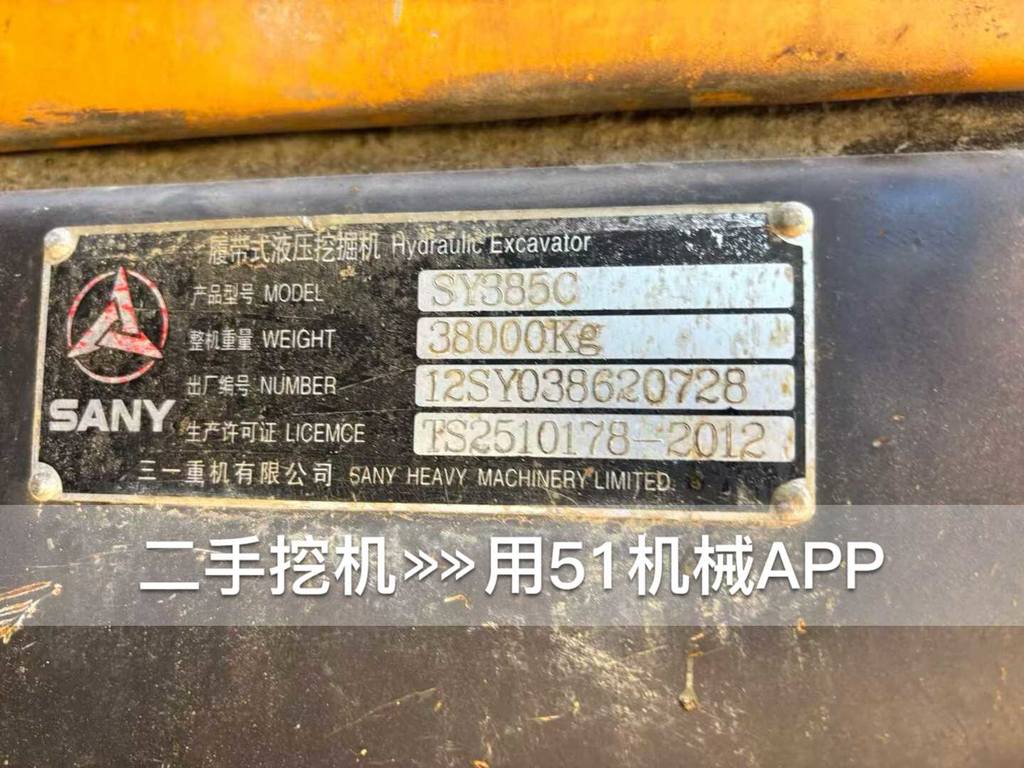 履带式液压挖掘机 Hydraulic Excavator
产品型号 MODEL SY385C
整机重量 WEIGHT 38000Kg
出厂编号 NUMBER 12SY038620728
生产许可证 LICEMCE TS2510178-2012
SANY
三一重机有限公司 SANY HEAVY MACHINERY LIMITED
二手挖机»»用51机械APP